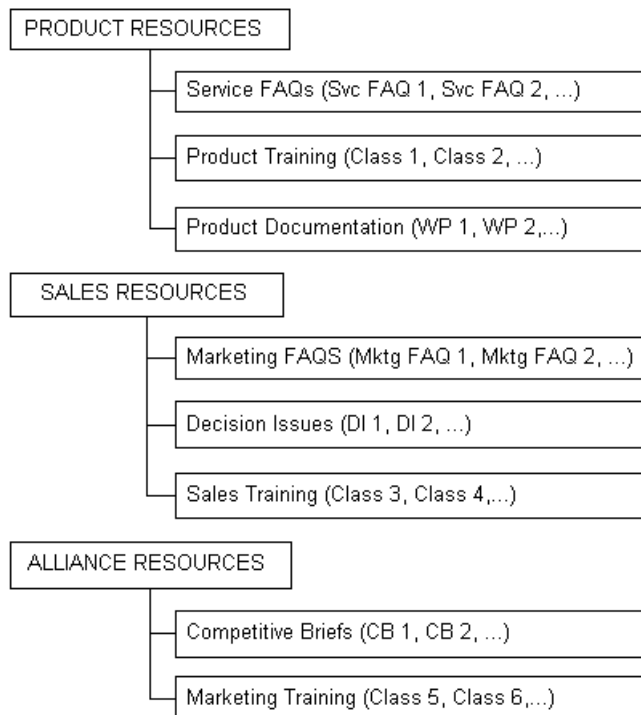 PRODUCT RESOURCES
Service FAQs (Svc FAQ 1, Svc FAQ 2, ...)
Product Training (Class 1, Class 2, ...)
Product Documentation (WP 1, WP 2,...)
SALES RESOURCES
Marketing FAQS (Mktg FAQ 1, Mktg FAQ 2, ...)
Decision Issues (DI 1, DI 2, ...)
Sales Training (Class 3, Class 4,...)
ALLIANCE RESOURCES
Competitive Briefs (CB 1, CB 2, ...)
Marketing Training (Class 5, Class 6,...)